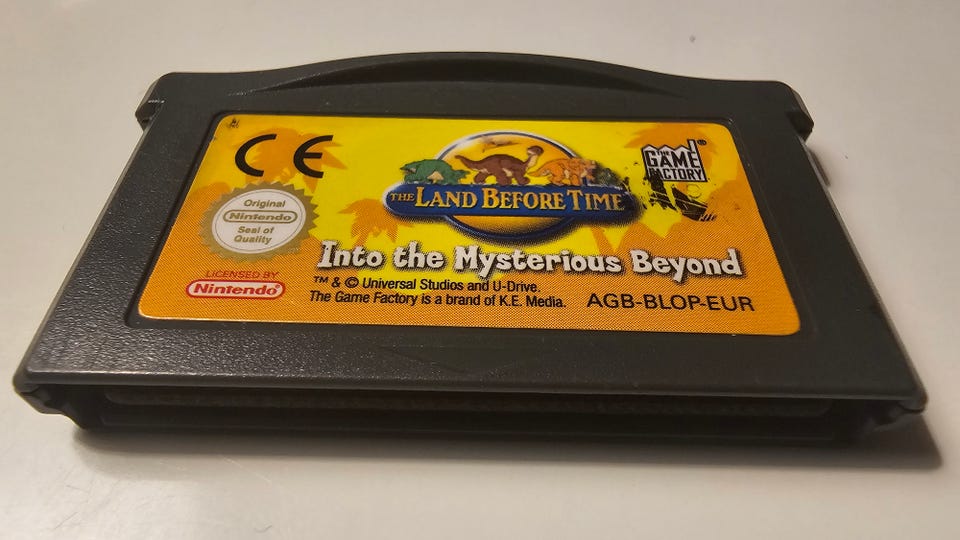 CE
THE LAND BEFORE TIME
THE
GAME
FACTORY
Original
Nintendo
Seal of
Quality
Into the Mysterious Beyond
LICENSED BY
Nintendo®
™ & © Universal Studios and U-Drive.
The Game Factory is a brand of K.E. Media.
AGB-BLOP-EUR